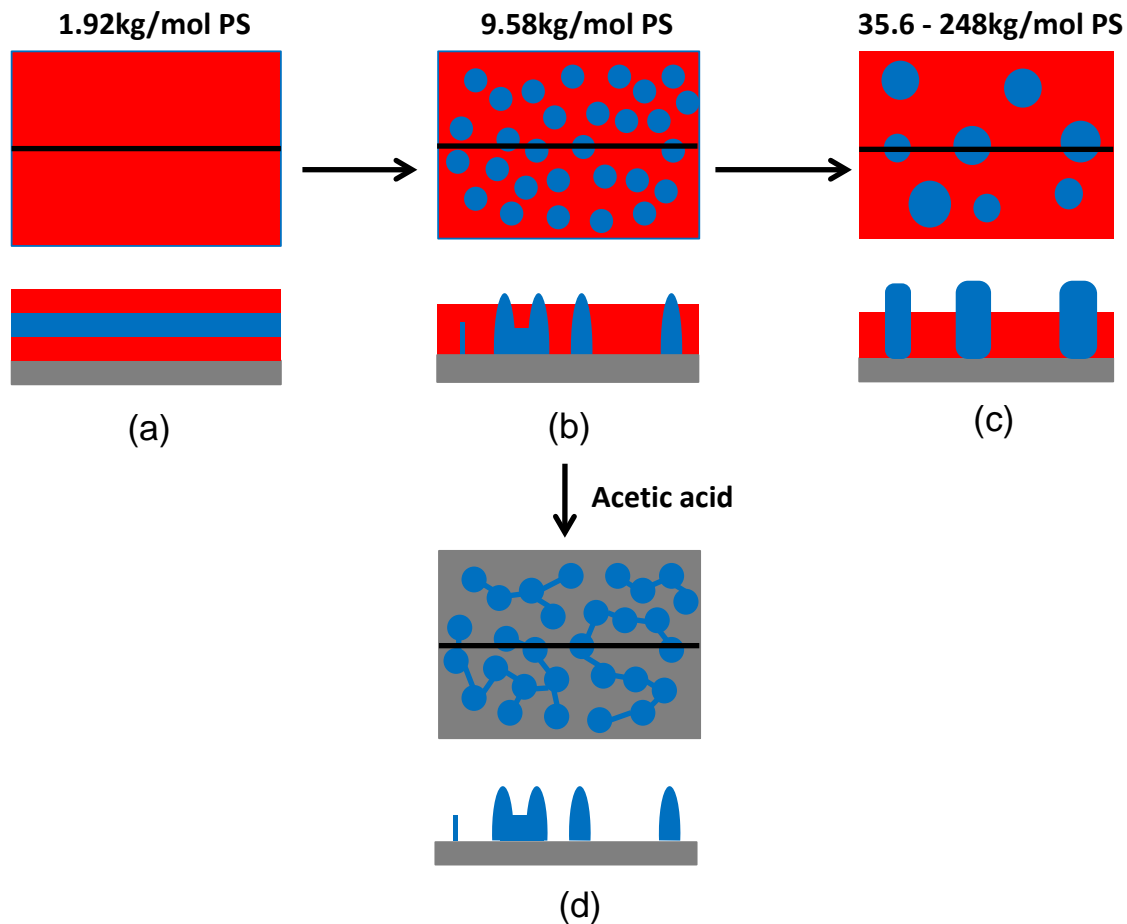 1.92kg/mol PS
9.58kg/mol PS
35.6 - 248kg/mol PS
(a)
(b)
(c)
Acetic acid
(d)